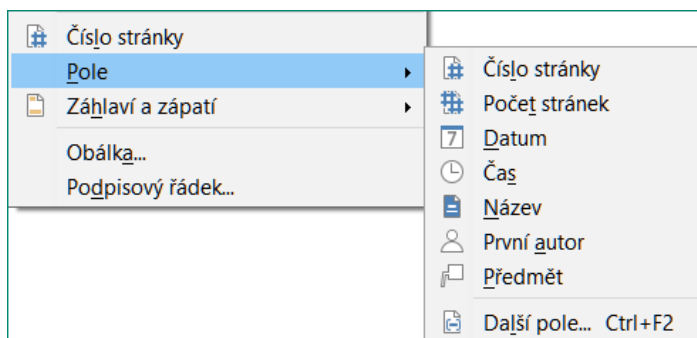 Číslo stránky
Pole
Záhlaví a zápatí
Obálka...
Podpisový řádek...
Číslo stránky
Počet stránek
7 Datum
Čas
Název
První autor
Předmět
Další pole... Ctrl+F2